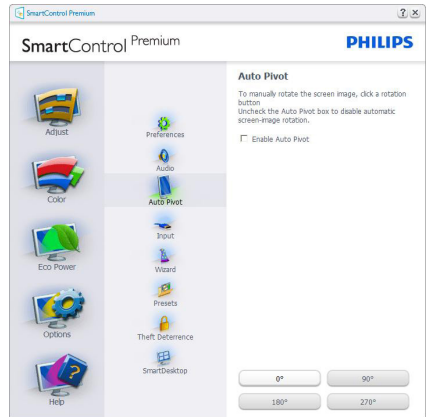 SmartControl Premium
? ×
SmartControl Premium
PHILIPS
Adjust
Color
Eco Power
Options
Help
Preferences
Audio
Auto Pivot
Input
Wizard
Presets
Theft Deterrence
SmartDesktop
Auto Pivot
To manually rotate the screen image, click a rotation
button
Uncheck the Auto Pivot box to disable automatic
screen-image rotation.
Enable Auto Pivot
0°
90°
180°
270°